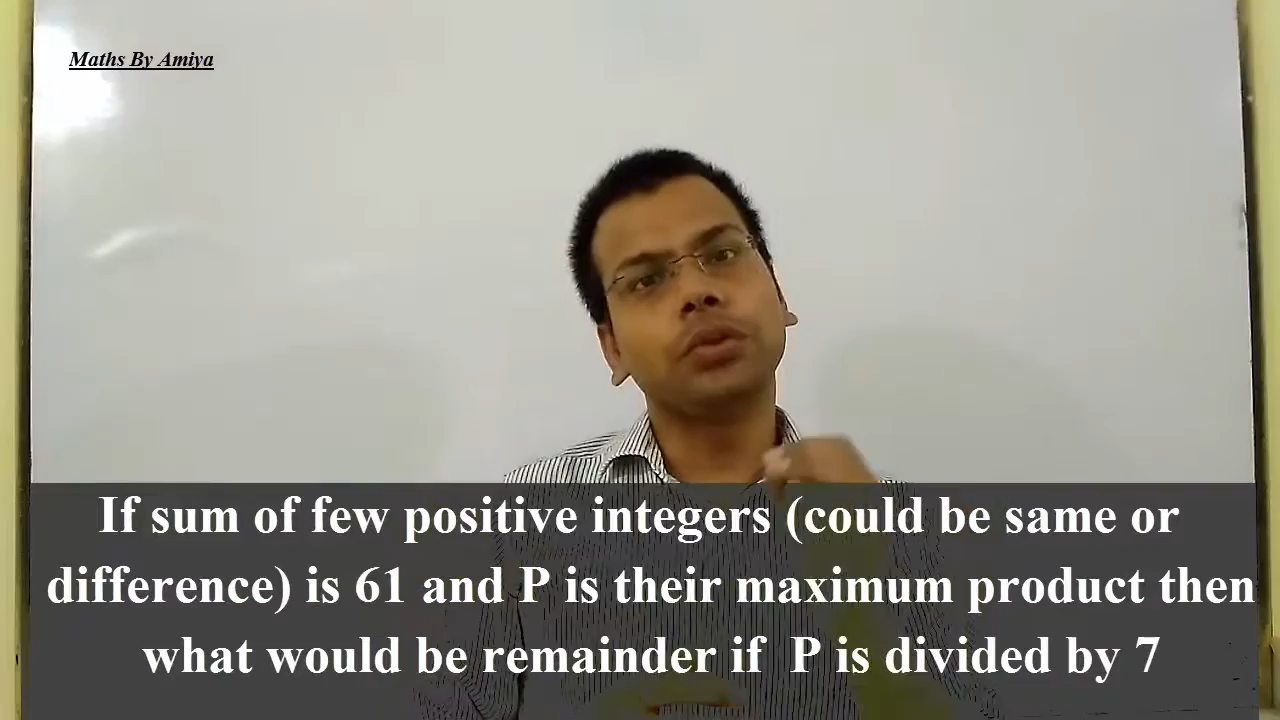 Maths By Amiya
If sum of few positive integers (could be same or
difference) is 61 and P is their maximum product then
what would be remainder if P is divided by 7